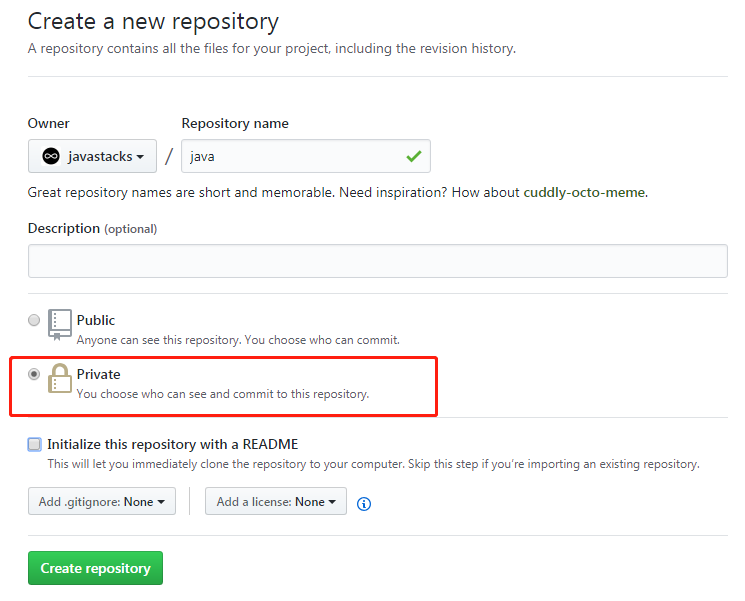 Create a new repository
A repository contains all the files for your project, including the revision history.
Owner
Repository name
javastacks / java
Great repository names are short and memorable. Need inspiration? How about cuddly-octo-meme.
Description (optional)
Public
Anyone can see this repository. You choose who can commit.
Private
You choose who can see and commit to this repository.
Initialize this repository with a README
This will let you immediately clone the repository to your computer. Skip this step if you’re importing an existing repository.
Add .gitignore: None
Add a license: None
Create repository